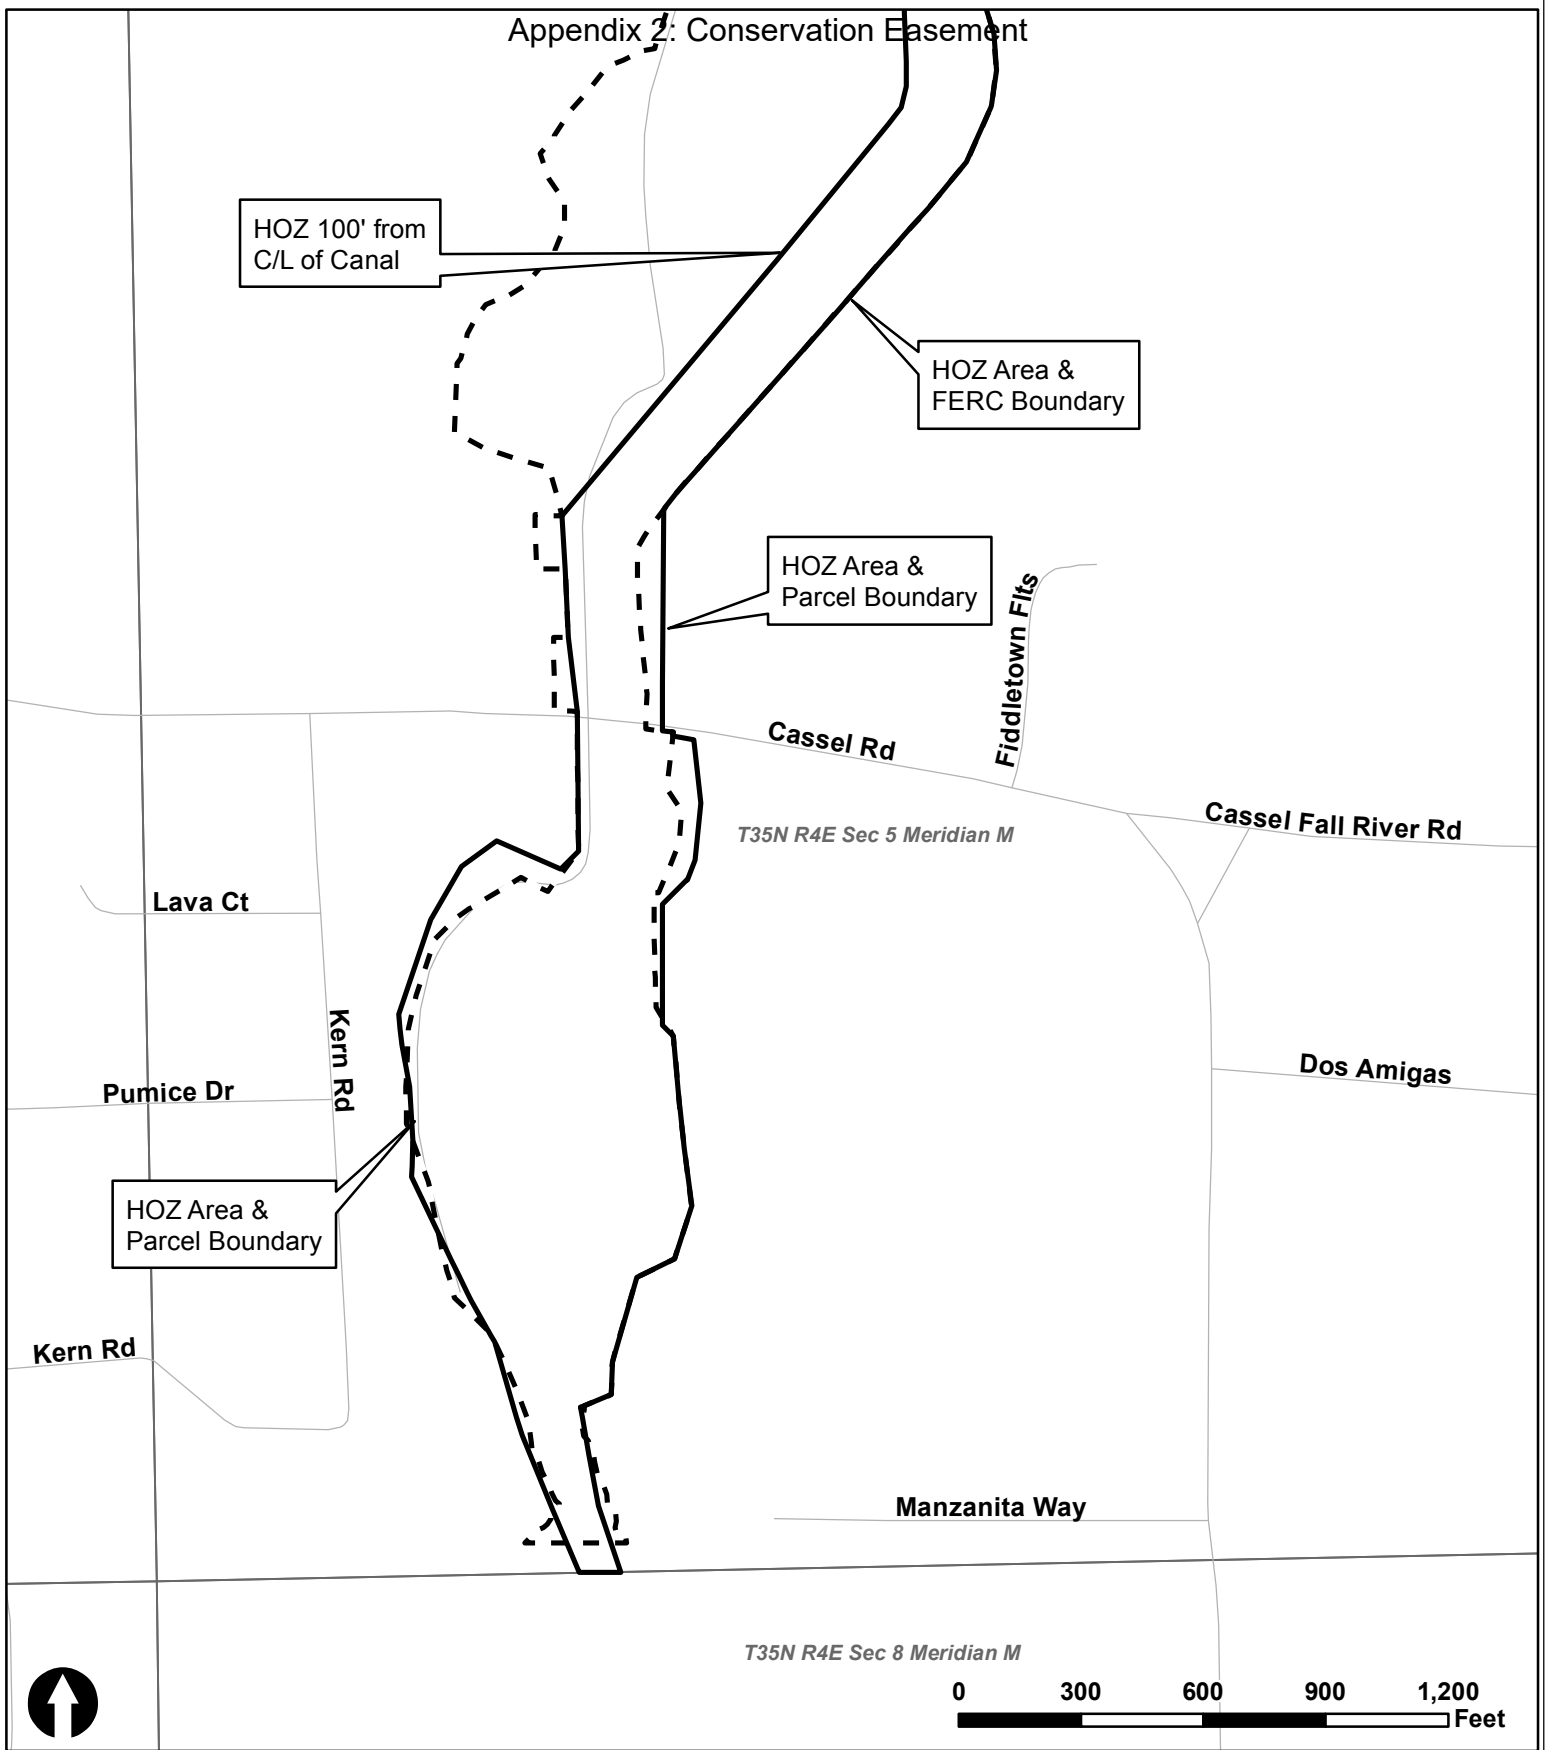 Appendix 2: Conservation Easement
HOZ 100' from
C/L of Canal
HOZ Area &
FERC Boundary
HOZ Area &
Parcel Boundary
Fiddletown Flts
Cassel Rd
Cassel Fall River Rd
T35N R4E Sec 5 Meridian M
Lava Ct
Kern Rd
Pumice Dr
Dos Amigas
HOZ Area &
Parcel Boundary
Kern Rd
Manzanita Way
T35N R4E Sec 8 Meridian M
0 300 600 900 1,200
Feet